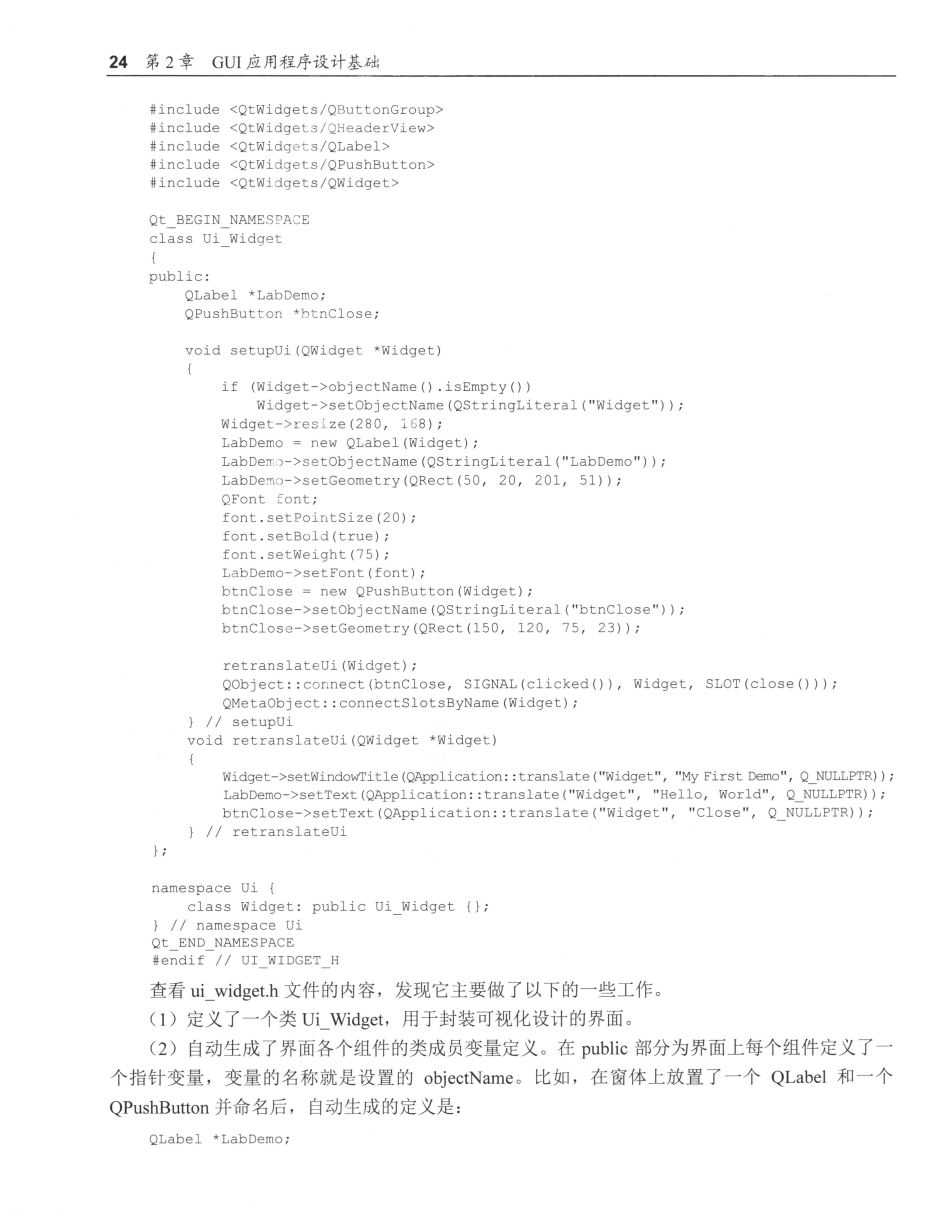 24 第 2 章 GUI 应用程序设计基础
#include <QtWidgets/QButtonGroup>
#include <QtWidgets/QHeaderView>
#include <QtWidgets/QLabel>
#include <QtWidgets/QPushButton>
#include <QtWidgets/QWidget>
Qt_BEGIN_NAMESPACE
class Ui_Widget
{
public:
    QLabel *LabDemo;
    QPushButton *btnClose;
    void setupUi(QWidget *Widget)
    {
        if (Widget->objectName().isEmpty())
            Widget->setObjectName(QStringLiteral("Widget"));
        Widget->resize(280, 168);
        LabDemo = new QLabel(Widget);
        LabDemo->setObjectName(QStringLiteral("LabDemo"));
        LabDemo->setGeometry(QRect(50, 20, 201, 51));
        QFont font;
        font.setPointSize(20);
        font.setBold(true);
        font.setWeight(75);
        LabDemo->setFont(font);
        btnClose = new QPushButton(Widget);
        btnClose->setObjectName(QStringLiteral("btnClose"));
        btnClose->setGeometry(QRect(150, 120, 75, 23));
        retranslateUi(Widget);
        QObject::connect(btnClose, SIGNAL(clicked()), Widget, SLOT(close()));
        QMetaObject::connectSlotsByName(Widget);
    } // setupUi
    void retranslateUi(QWidget *Widget)
    {
        Widget->setWindowTitle(QApplication::translate("Widget", "My First Demo", Q_NULLPTR));
        LabDemo->setText(QApplication::translate("Widget", "Hello, World", Q_NULLPTR));
        btnClose->setText(QApplication::translate("Widget", "Close", Q_NULLPTR));
    } // retranslateUi
};
namespace Ui {
    class Widget: public Ui_Widget {};
} // namespace Ui
Qt_END_NAMESPACE
#endif // UI_WIDGET_H
查看 ui_widget.h 文件的内容，发现它主要做了以下的一些工作。
（1）定义了一个类 Ui_Widget，用于封装可视化设计的界面。
（2）自动生成了界面各个组件的类成员变量定义。在 public 部分为界面上每个组件定义了一
个指针变量，变量的名称就是设置的 objectName。比如，在窗体上放置了一个 QLabel 和一个
QPushButton 并命名后，自动生成的定义是：
QLabel *LabDemo;